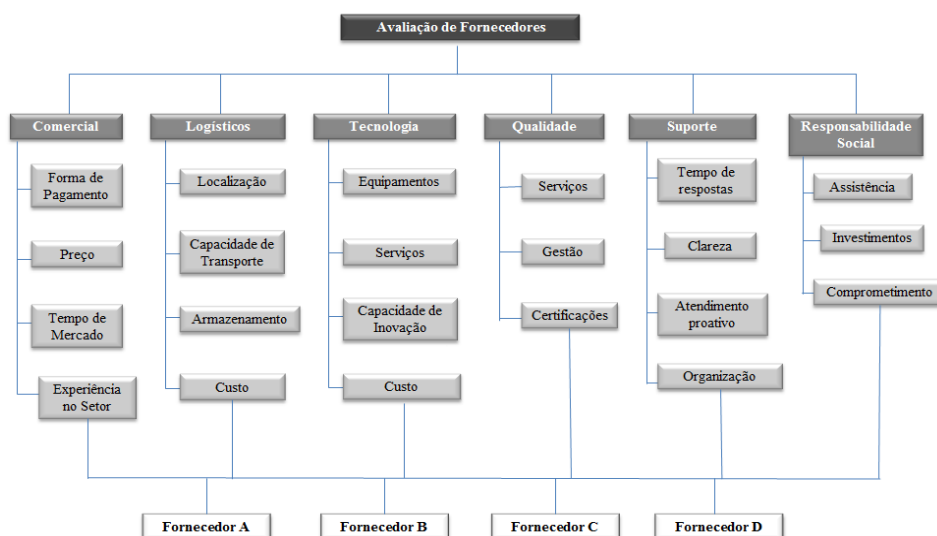 Avaliação de Fornecedores
Comercial
Logísticos
Tecnologia
Qualidade
Suporte
Responsabilidade
Social
Forma de
Pagamento
Preço
Tempo de
Mercado
Experiência
no Setor
Localização
Capacidade de
Transporte
Armazenamento
Custo
Equipamentos
Serviços
Capacidade de
Inovação
Custo
Serviços
Gestão
Certificações
Tempo de
respostas
Clareza
Atendimento
proativo
Organização
Assistência
Investimentos
Comprometimento
Fornecedor A
Fornecedor B
Fornecedor C
Fornecedor D